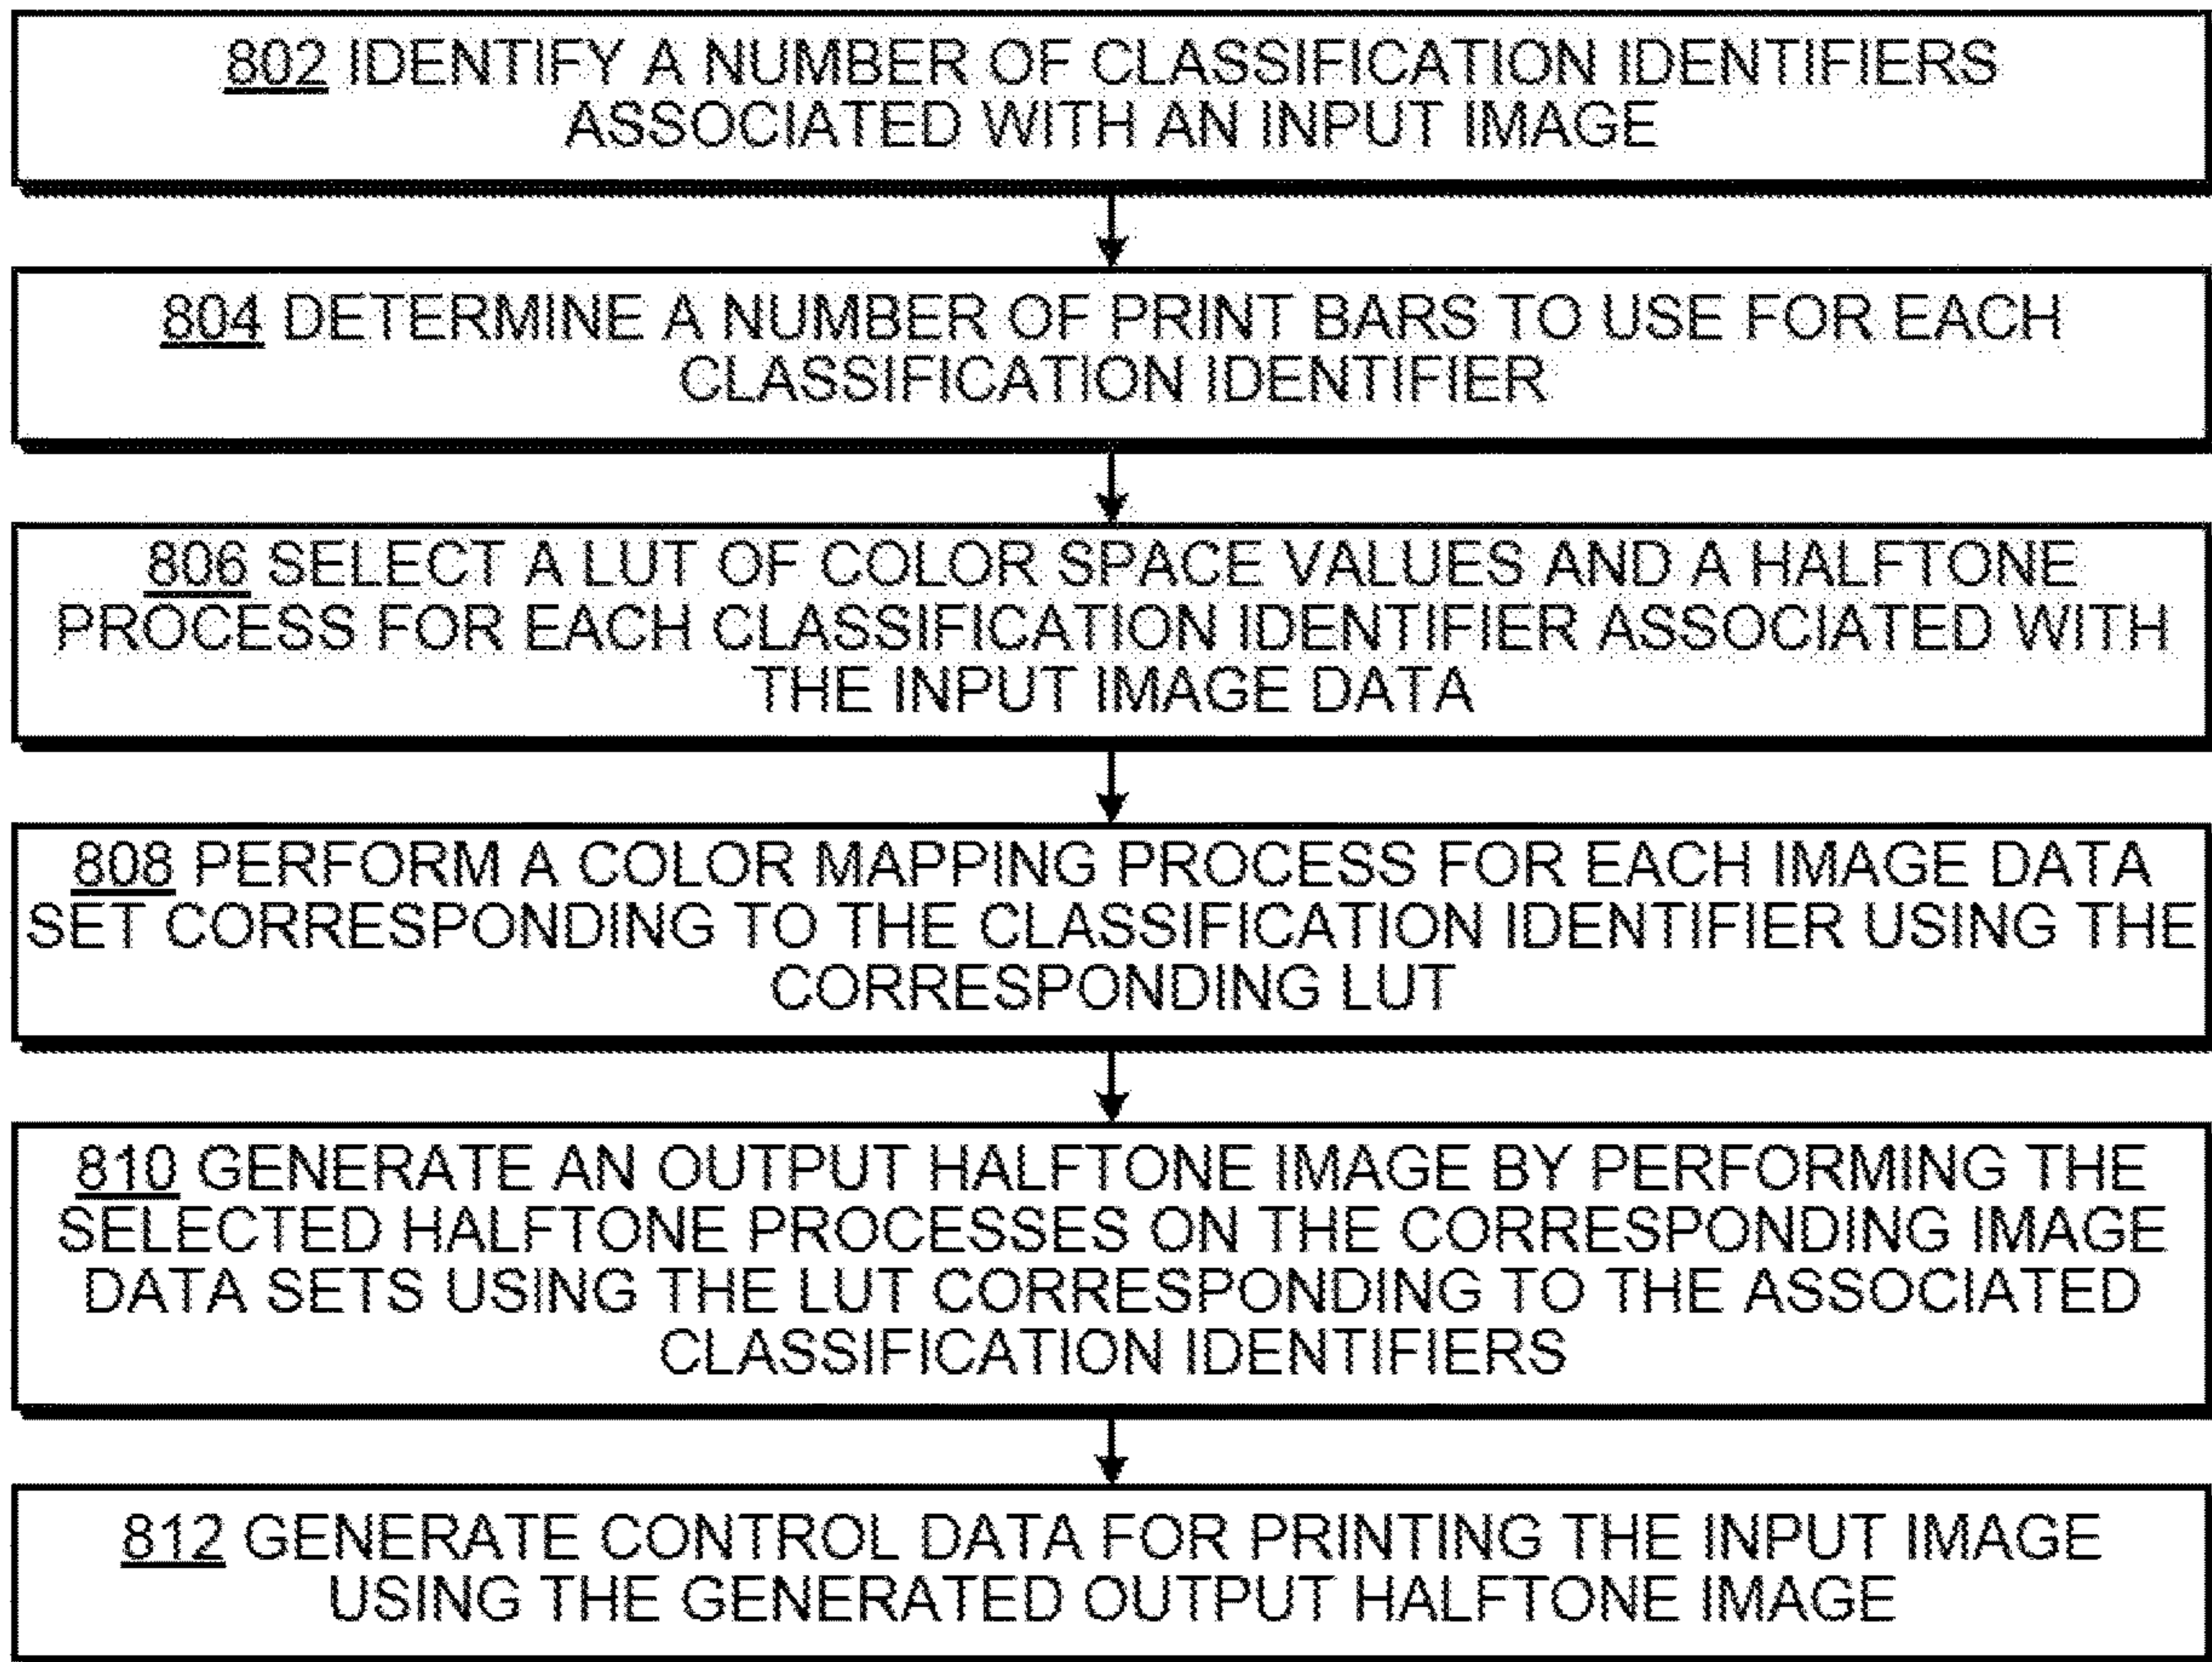 802 IDENTIFY A NUMBER OF CLASSIFICATION IDENTIFIERS
ASSOCIATED WITH AN INPUT IMAGE
804 DETERMINE A NUMBER OF PRINT BARS TO USE FOR EACH
CLASSIFICATION IDENTIFIER
806 SELECT A LUT OF COLOR SPACE VALUES AND A HALFTONE
PROCESS FOR EACH CLASSIFICATION IDENTIFIER ASSOCIATED WITH
THE INPUT IMAGE DATA
808 PERFORM A COLOR MAPPING PROCESS FOR EACH IMAGE DATA
SET CORRESPONDING TO THE CLASSIFICATION IDENTIFIER USING THE
CORRESPONDING LUT
810 GENERATE AN OUTPUT HALFTONE IMAGE BY PERFORMING THE
SELECTED HALFTONE PROCESSES ON THE CORRESPONDING IMAGE
DATA SETS USING THE LUT CORRESPONDING TO THE ASSOCIATED
CLASSIFICATION IDENTIFIERS
812 GENERATE CONTROL DATA FOR PRINTING THE INPUT IMAGE
USING THE GENERATED OUTPUT HALFTONE IMAGE